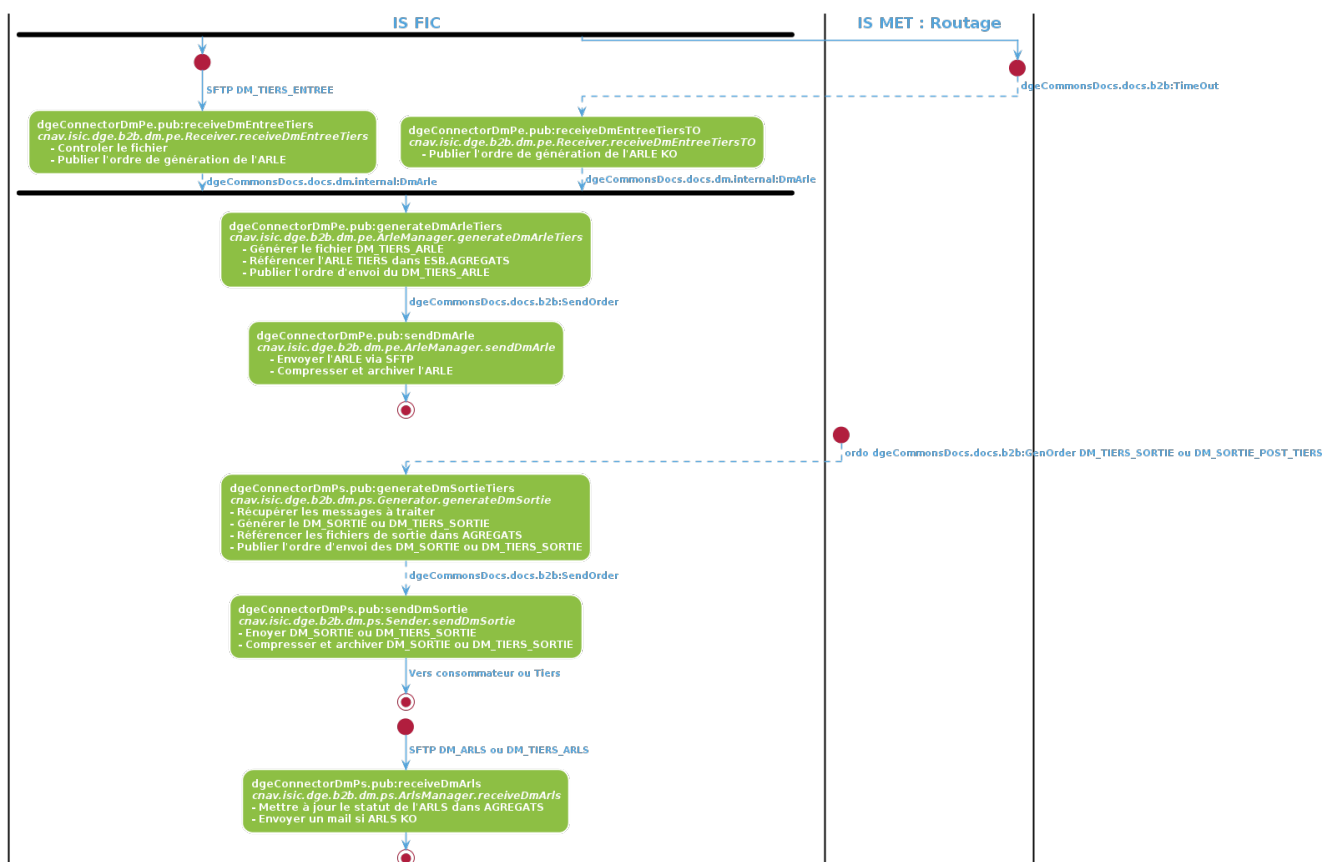 IS FIC
IS MET : Routage
SFTP DM_TIERS_ENTREE
dgeCommonsDocs.docs.b2b:TimeOut
dgeConnectorDmPe.pub:receiveDmEntreeTiers
cnav.isic.dge.b2b.dm.pe.Receiver.receiveDmEntreeTiers
- Controler le fichier
- Publier l'ordre de génération de l'ARLE
dgeConnectorDmPe.pub:receiveDmEntreeTiersTO
cnav.isic.dge.b2b.dm.pe.Receiver.receiveDmEntreeTiersTO
- Publier l'ordre de génération de l'ARLE KO
dgeCommonsDocs.docs.dm.internal:DmArle
dgeCommonsDocs.docs.dm.internal:DmArle
dgeConnectorDmPe.pub:generateDmArleTiers
cnav.isic.dge.b2b.dm.pe.ArleManager.generateDmArleTiers
- Générer le fichier DM_TIERS_ARLE
- Référencer l'ARLE TIERS dans ESB.AGREGATS
- Publier l'ordre d'envoi du DM_TIERS_ARLE
dgeCommonsDocs.docs.b2b:SendOrder
dgeConnectorDmPe.pub:sendDmArle
cnav.isic.dge.b2b.dm.pe.ArleManager.sendDmArle
- Envoyer l'ARLE via SFTP
- Compresser et archiver l'ARLE
ordo dgeCommonsDocs.docs.b2b:GenOrder DM_TIERS_SORTIE ou DM_SORTIE_POST_TIERS
dgeConnectorDmPs.pub:generateDmSortieTiers
cnav.isic.dge.b2b.dm.ps.Generator.generateDmSortie
- Récupérer les messages à traiter
- Générer le DM_SORTIE ou DM_TIERS_SORTIE
- Référencer les fichiers de sortie dans AGREGATS
- Publier l'ordre d'envoi des DM_SORTIE ou DM_TIERS_SORTIE
dgeCommonsDocs.docs.b2b:SendOrder
dgeConnectorDmPs.pub:sendDmSortie
cnav.isic.dge.b2b.dm.ps.Sender.sendDmSortie
- Enoyer DM_SORTIE ou DM_TIERS_SORTIE
- Compresser et archiver DM_SORTIE ou DM_TIERS_SORTIE
Vers consommateur ou Tiers
SFTP DM_ARLS ou DM_TIERS_ARLS
dgeConnectorDmPs.pub:receiveDmArls
cnav.isic.dge.b2b.dm.ps.ArlsManager.receiveDmArls
- Mettre à jour le statut de l'ARLS dans AGREGATS
- Envoyer un mail si ARLS KO